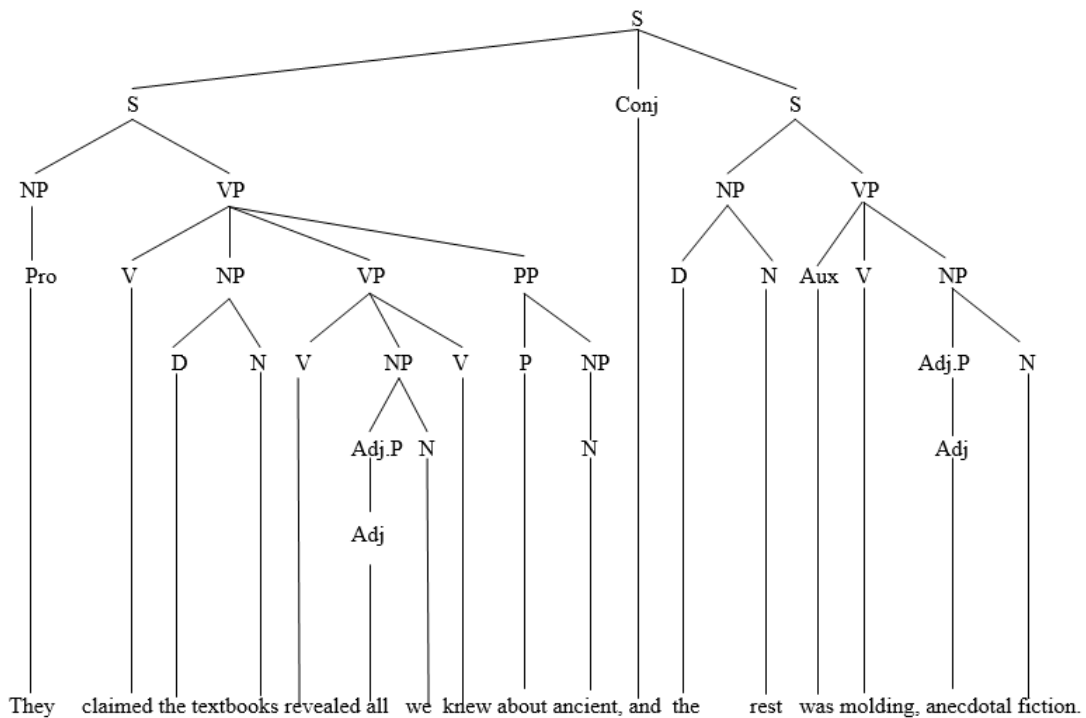 S
S Conj S
NP VP NP VP
Pro V NP VP PP D N Aux V NP
D N V NP V P NP Adj.P N
Adj.P N N Adj
Adj
They claimed the textbooks revealed all we knew about ancient, and the rest was molding, anecdotal fiction.